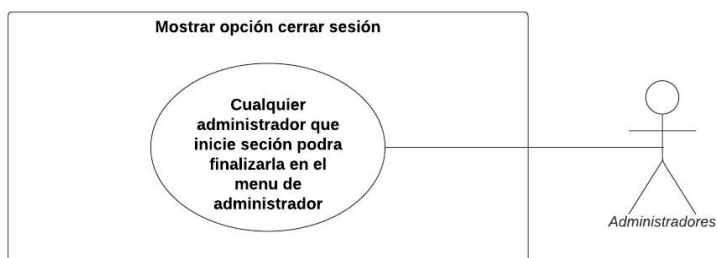 Mostrar opción cerrar sesión
Cualquier
administrador que
inicie seción podra
finalizarla en el
menu de
administrador
Administradores